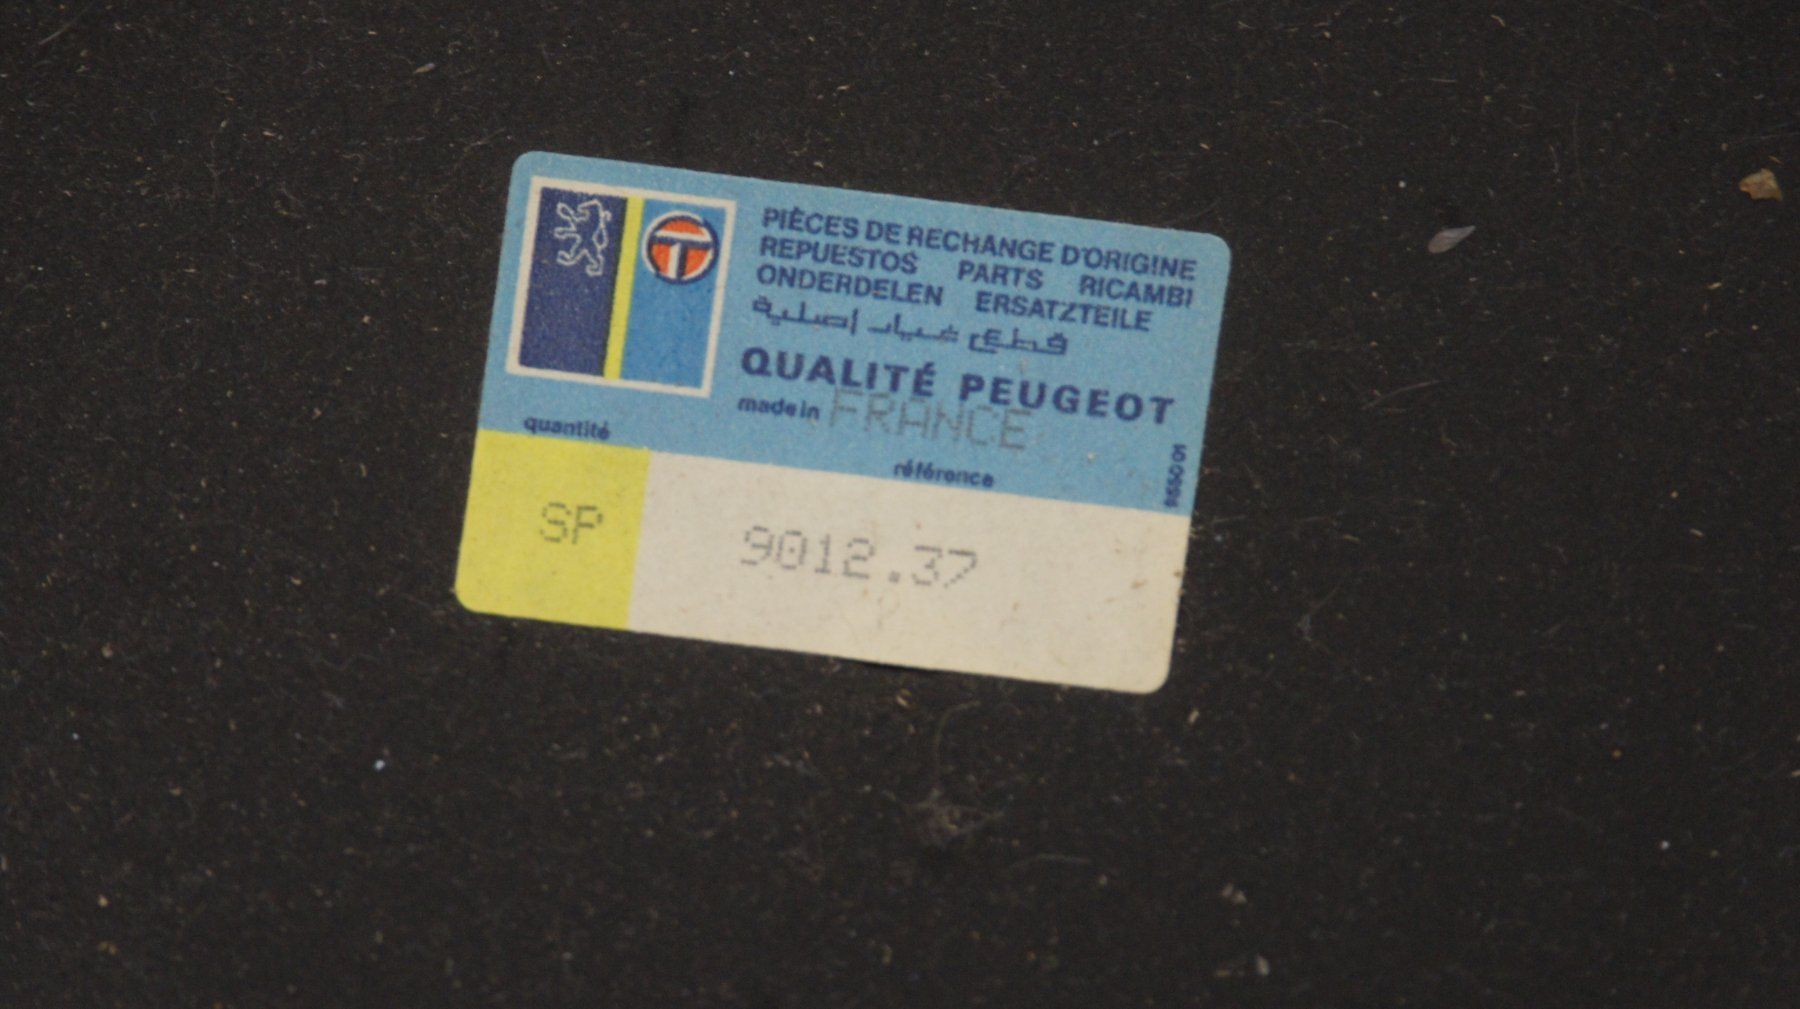 PIÈCES DE RECHANGE D'ORIGINE
REPUESTOS PARTS RICAMBI
ONDERDELEN ERSATZTEILE
قطع غيار اصلية
QUALITÉ PEUGEOT
made in FRANCE
quantité
référence
SP
9012.37